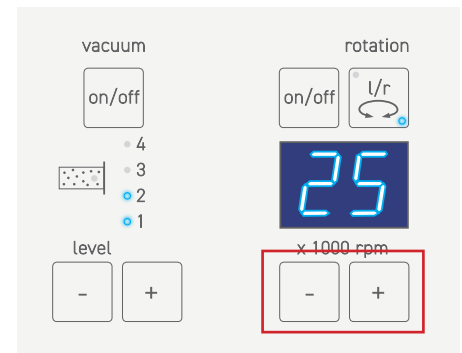 vacuum
rotation
on/off
on/off
l/r
4
3
2
1
25
level
x 1000 rpm
- +
- +